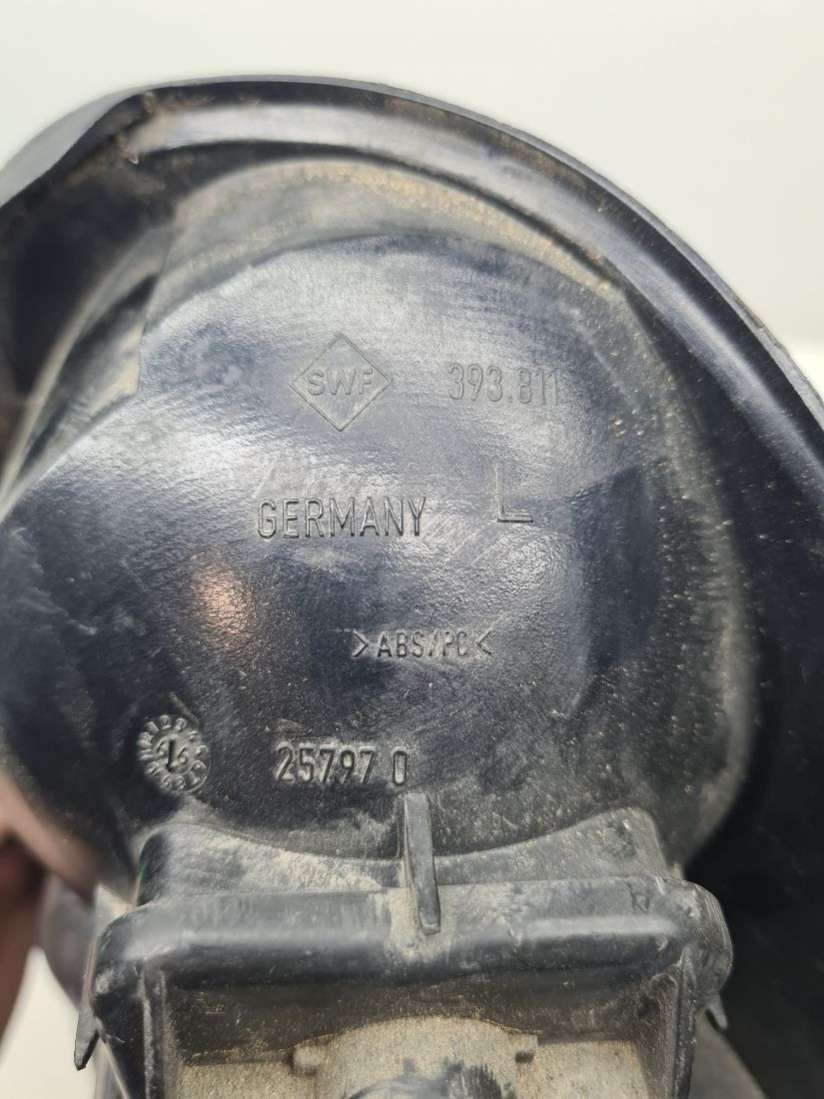 SWF 393.811
GERMANY L
>ABS/PC<
25797 0